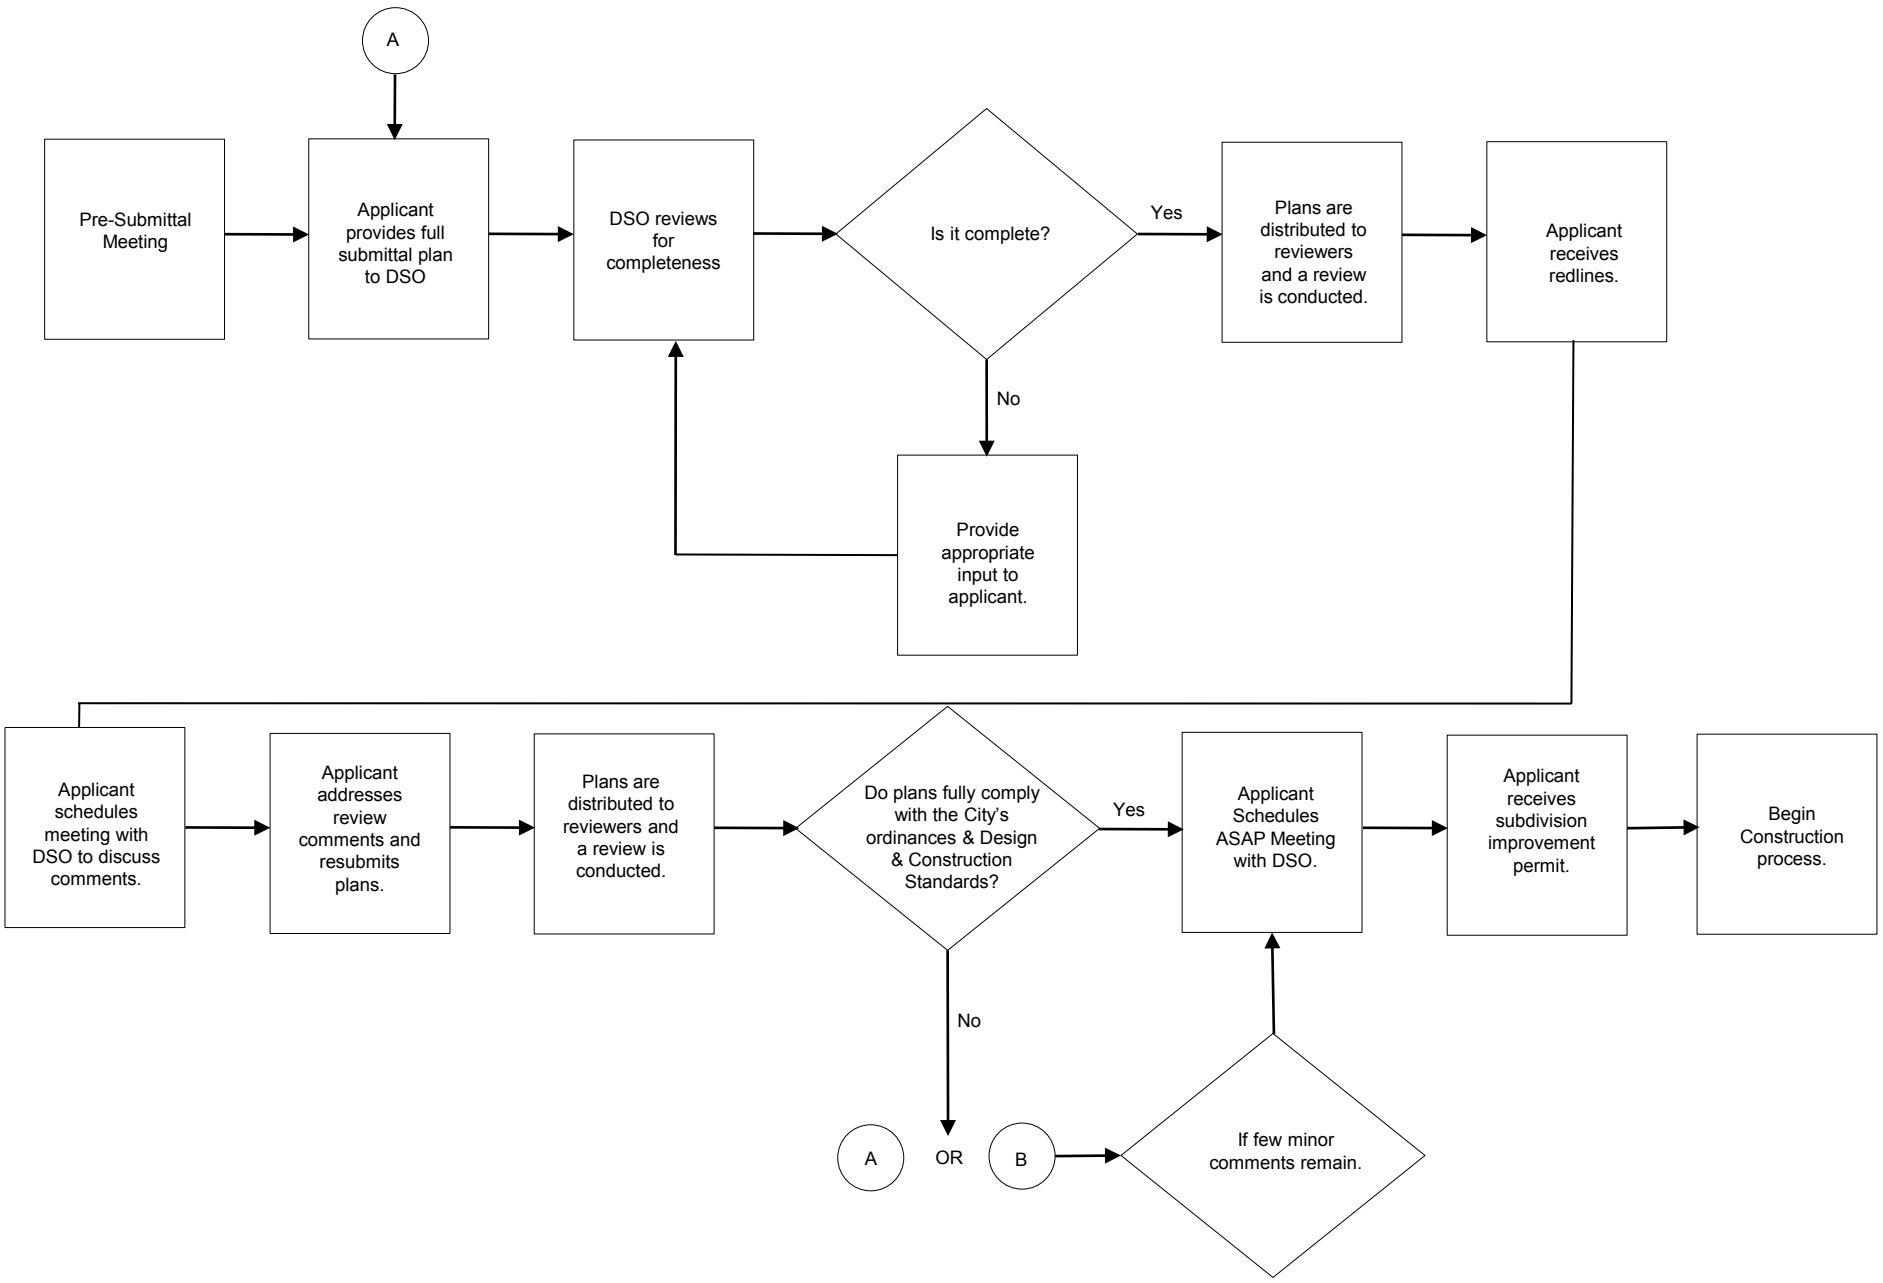 A
Pre-Submittal
Meeting
Applicant
provides full
submittal plan
to DSO
DSO reviews
for
completeness
Is it complete?
Yes
Plans are
distributed to
reviewers
and a review
is conducted.
Applicant
receives
redlines.
No
Provide
appropriate
input to
applicant.
Applicant
schedules
meeting with
DSO to discuss
comments.
Applicant
addresses
review
comments and
resubmits
plans.
Plans are
distributed to
reviewers and
a review is
conducted.
Do plans fully comply
with the City’s
ordinances & Design
& Construction
Standards?
Yes
Applicant
Schedules
ASAP Meeting
with DSO.
Applicant
receives
subdivision
improvement
permit.
Begin
Construction
process.
No
A
OR
B
If few minor
comments remain.